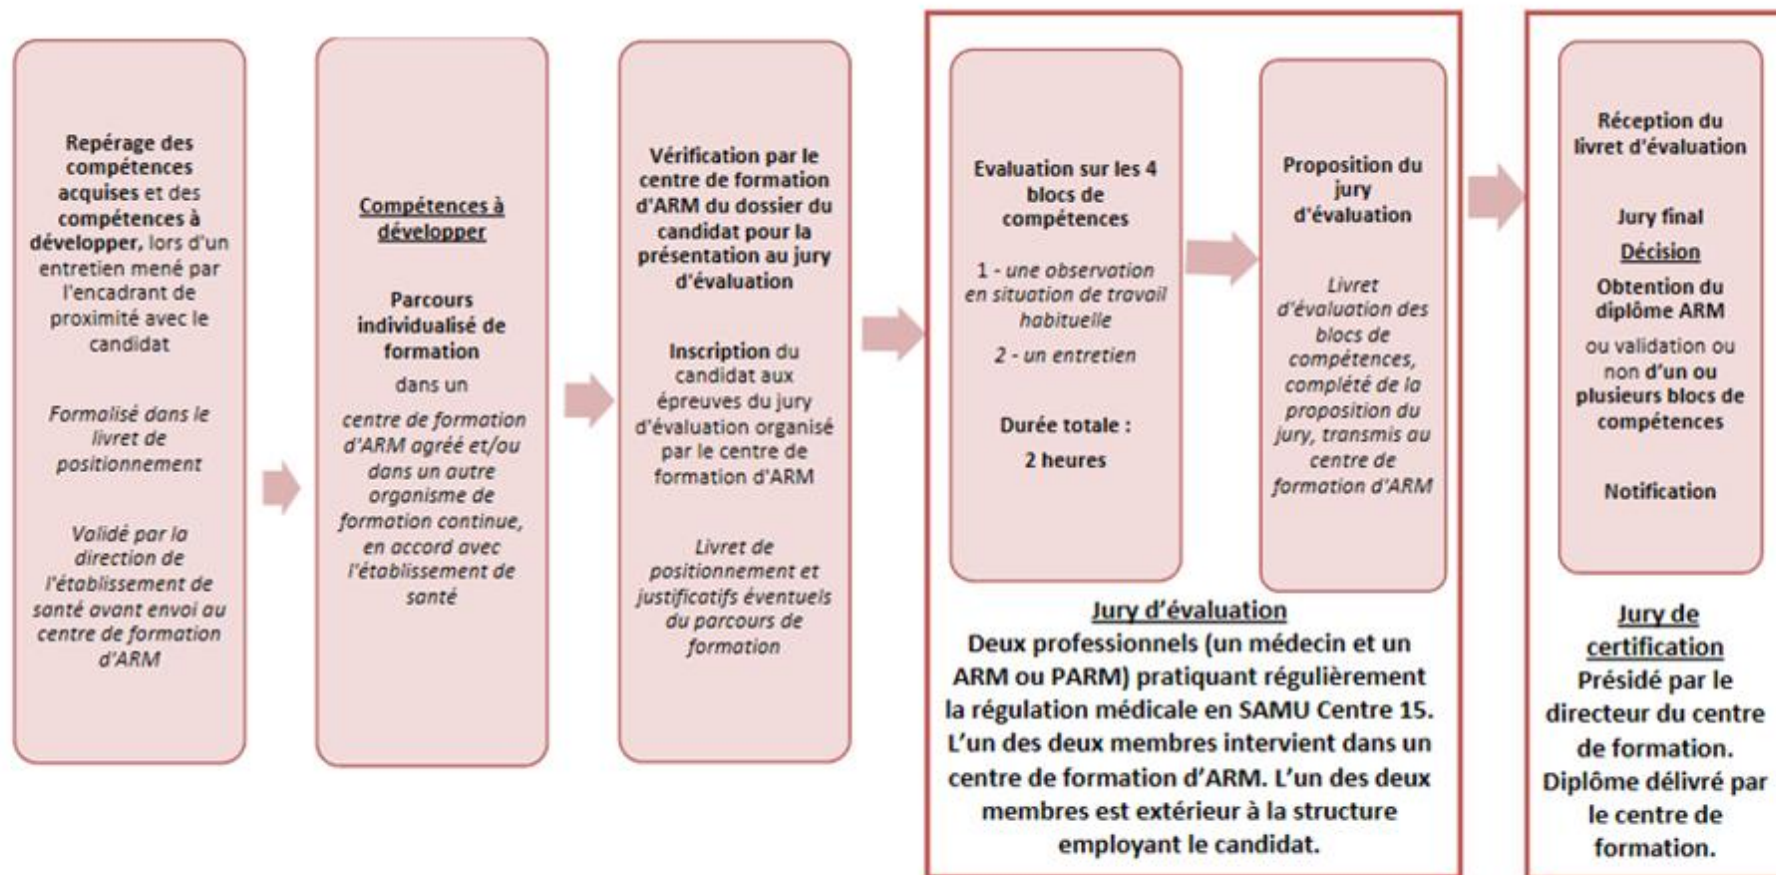 Repérage des
compétences
acquises et des
compétences à
développer, lors d'un
entretien mené par
l'encadrant de
proximité avec le
candidat
Formalisé dans le
livret de
positionnement
Validé par la
direction de
l'établissement de
santé avant envoi au
centre de formation
d'ARM
Compétences à
développer
Parcours
individualisé de
formation
dans un
centre de formation
d'ARM agréé et/ou
dans un autre
organisme de
formation continue,
en accord avec
l'établissement de
santé
Vérification par le
centre de formation
d'ARM du dossier du
candidat pour la
présentation au jury
d'évaluation
Inscription du
candidat aux
épreuves du jury
d'évaluation organisé
par le centre de
formation d'ARM
Livret de
positionnement et
justificatifs éventuels
du parcours de
formation
Evaluation sur les 4
blocs de
compétences
1 - une observation
en situation de travail
habituelle
2 - un entretien
Durée totale :
2 heures
Proposition du
jury
d'évaluation
Livret
d'évaluation des
blocs de
compétences,
complété de la
proposition du
jury, transmis au
centre de
formation d'ARM
Jury d'évaluation
Deux professionnels (un médecin et un
ARM ou PARM) pratiquant régulièrement
la régulation médicale en SAMU Centre 15.
L'un des deux membres intervient dans un
centre de formation d'ARM. L'un des deux
membres est extérieur à la structure
employant le candidat.
Réception du
livret d'évaluation
Jury final
Décision
Obtention du
diplôme ARM
ou validation ou
non d'un ou
plusieurs blocs de
compétences
Notification
Jury de
certification
Présidé par le
directeur du centre
de formation.
Diplôme délivré par
le centre de
formation.